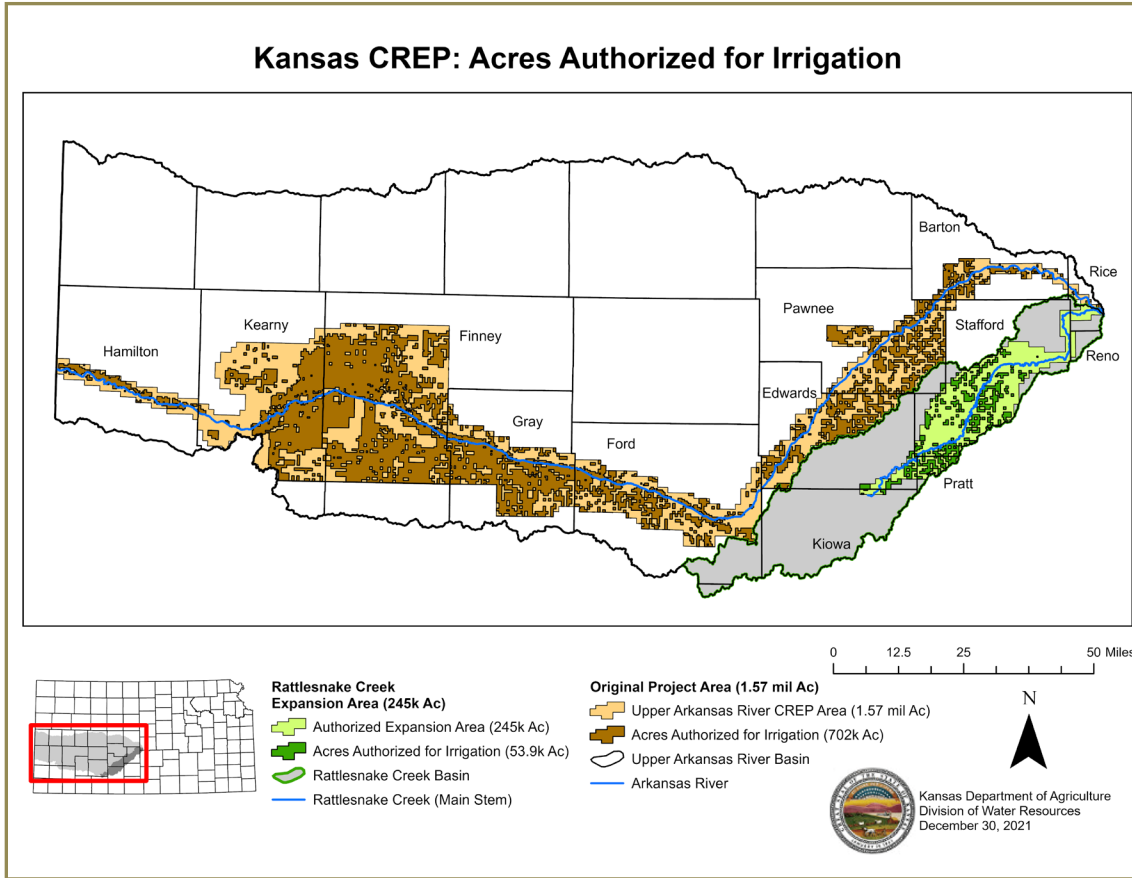 Kansas CREP: Acres Authorized for Irrigation
Barton
Rice
Kearny
Pawnee
Stafford
Finney
Hamilton
Reno
Edwards
Gray
Ford
Pratt
Kiowa
0 12.5 25 50 Miles
Rattlesnake Creek
Expansion Area (245k Ac)
Authorized Expansion Area (245k Ac)
Acres Authorized for Irrigation (53.9k Ac)
Rattlesnake Creek Basin
Rattlesnake Creek (Main Stem)
Original Project Area (1.57 mil Ac)
Upper Arkansas River CREP Area (1.57 mil Ac)
Acres Authorized for Irrigation (702k Ac)
Upper Arkansas River Basin
Arkansas River
N
Kansas Department of Agriculture
Division of Water Resources
December 30, 2021